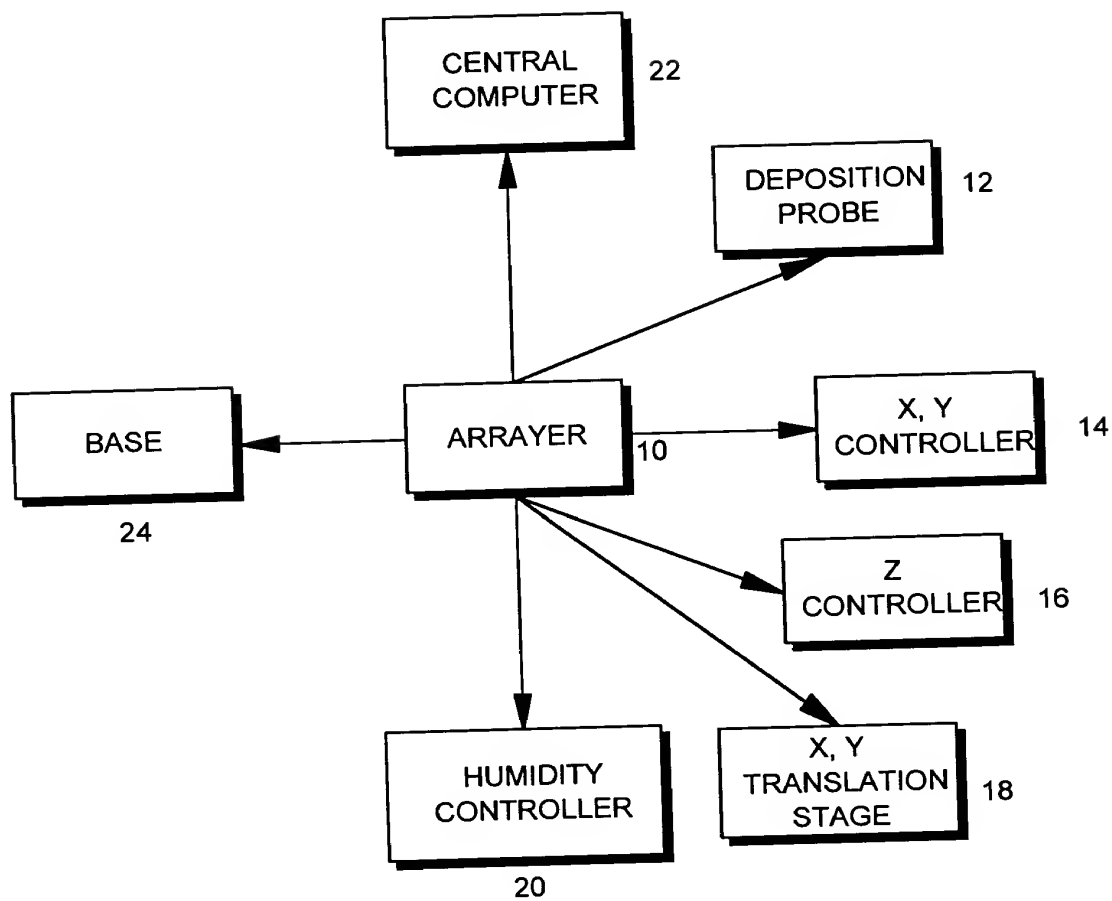 CENTRAL
COMPUTER
22
DEPOSITION
PROBE
12
BASE
24
ARRAYER
10
X, Y
CONTROLLER
14
Z
CONTROLLER
16
HUMIDITY
CONTROLLER
20
X, Y
TRANSLATION
STAGE
18